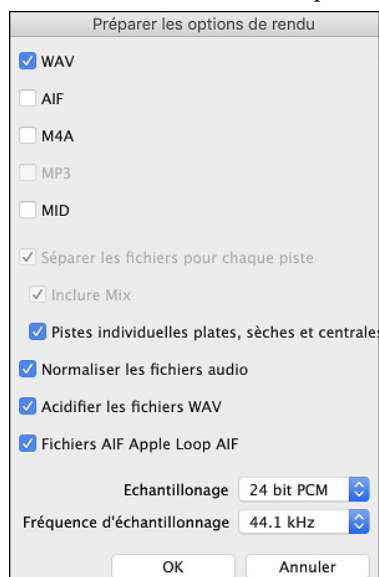 Préparer les options de rendu
WAV
AIF
M4A
MP3
MID
Séparer les fichiers pour chaque piste
Inclure Mix
Pistes individuelles plates, sèches et centrales
Normaliser les fichiers audio
Acidifier les fichiers WAV
Fichiers AIF Apple Loop AIF
Echantillonage 24 bit PCM
Fréquence d'échantillonnage 44.1 kHz
OK Annuler